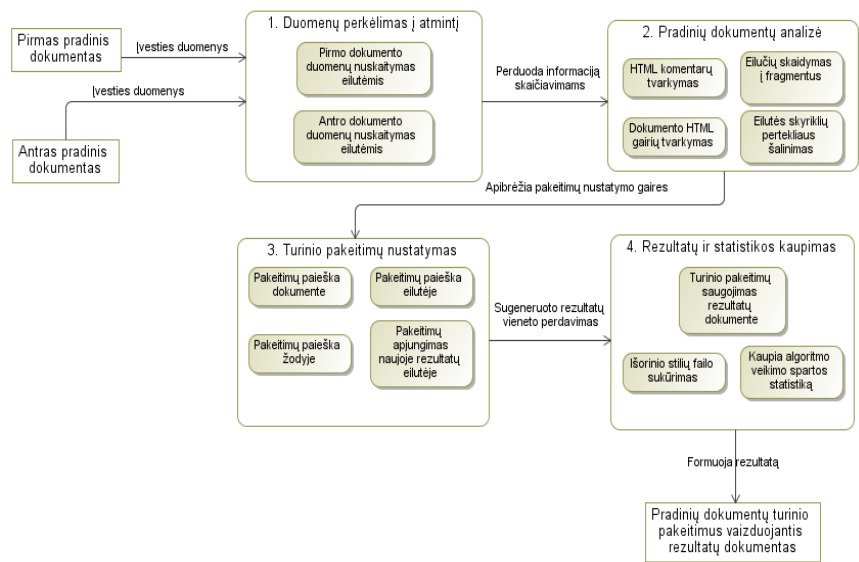 Pirmas pradinis
dokumentas
Įvesties duomenys
Įvesties duomenys
Antras pradinis
dokumentas
1. Duomenų perkėlimas į atmintį
Pirmo dokumento
duomenų nuskaitymas
eilutėmis
Antro dokumento
duomenų nuskaitymas
eilutėmis
Perduoda informaciją
skaičiavimams
2. Pradinių dokumentų analizė
HTML komentarų
tvarkymas
Eilučių skaidymas
į fragmentus
Dokumento HTML
gairių tvarkymas
Eilutės skyriklių
pertekliaus
šalinimas
Apibrėžia pakeitimų nustatymo gaires
3. Turinio pakeitimų nustatymas
Pakeitimų paieška
dokumente
Pakeitimų paieška
eilutėje
Pakeitimų paieška
žodyje
Pakeitimų
apjungimas
naujoje rezultatų
eilutėje
Sugeneruoto rezultatų
vieneto perdavimas
4. Rezultatų ir statistikos kaupimas
Turinio pakeitimų
saugojimas
rezultatų
dokumente
Išorinio stilių failo
sukūrimas
Kaupia algoritmo
veikimo spartos
statistiką
Formuoja rezultatą
Pradinių dokumentų turinio
pakeitimus vaizduojantis
rezultatų dokumentas